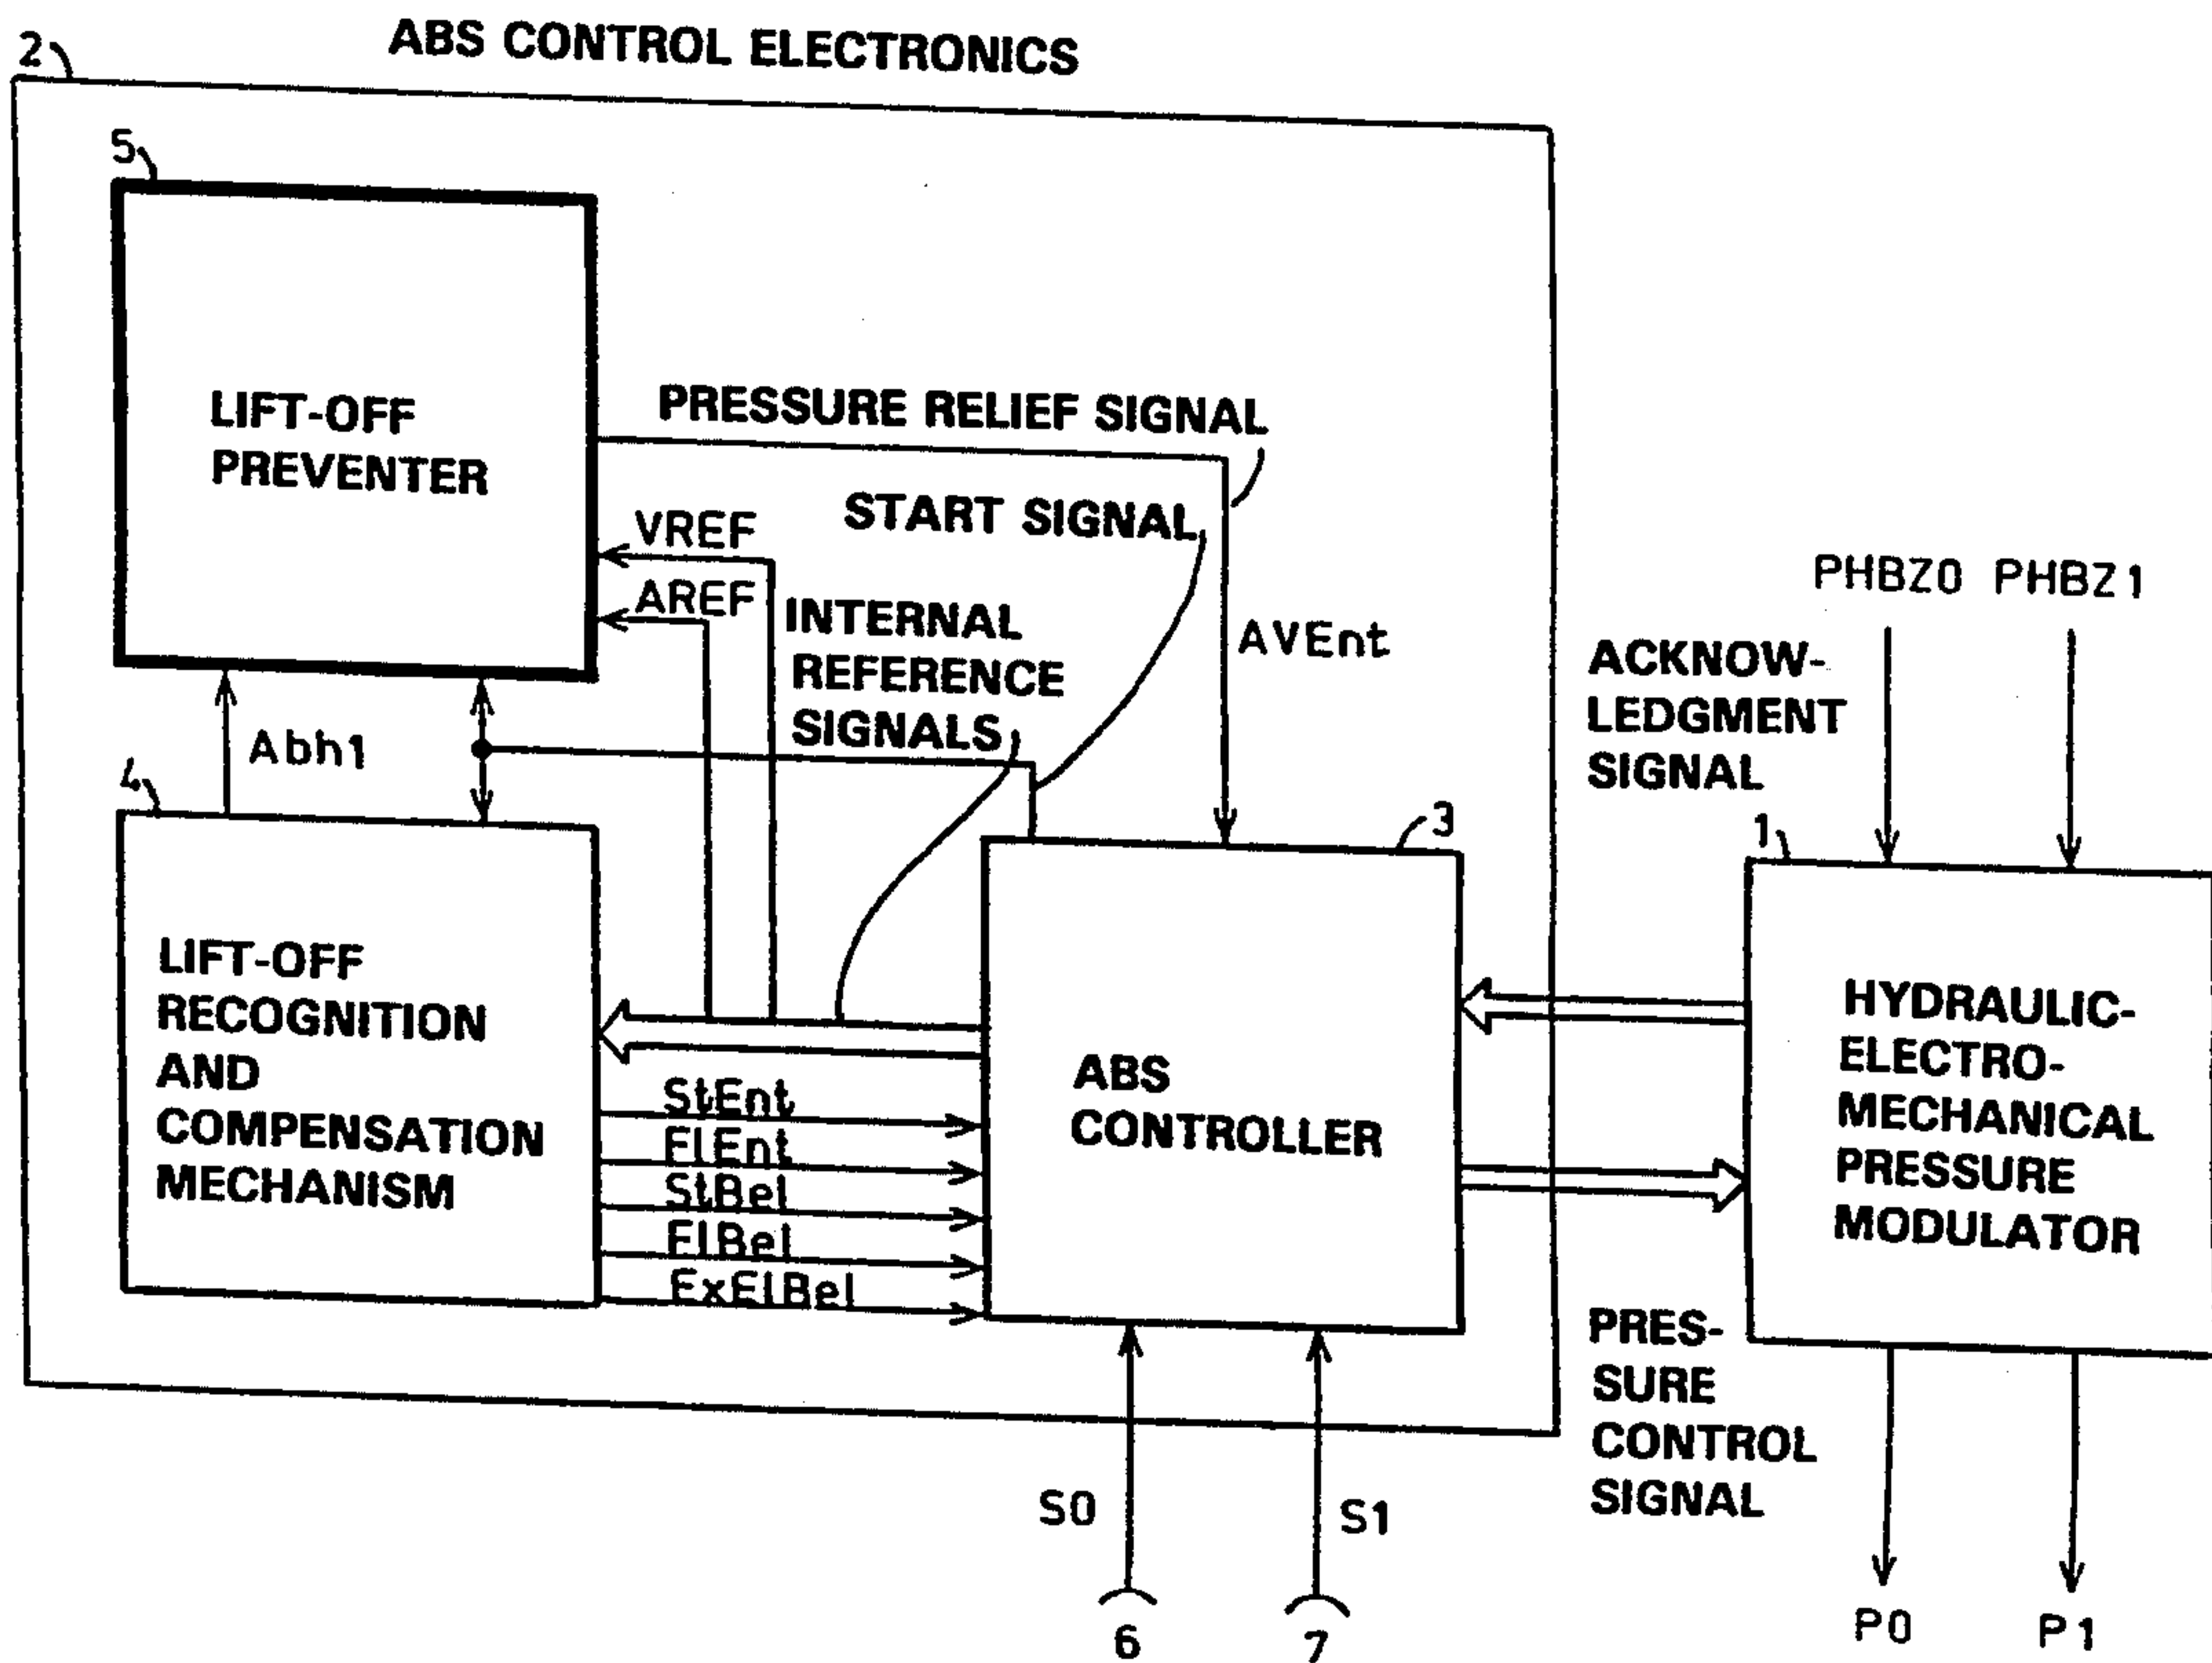 ABS CONTROL ELECTRONICS
2
5
LIFT-OFF
PREVENTER
PRESSURE RELIEF SIGNAL
START SIGNAL
VREF
AREF
INTERNAL
REFERENCE
SIGNALS
AVEnt
PHBZ0 PHBZ1
ACKNOW-
LEDGMENT
SIGNAL
Abh1
4
3
1
LIFT-OFF
RECOGNITION
AND
COMPENSATION
MECHANISM
StEnt
FlEnt
StBel
FlBel
ExFlBel
ABS
CONTROLLER
HYDRAULIC-
ELECTRO-
MECHANICAL
PRESSURE
MODULATOR
PRES-
SURE
CONTROL
SIGNAL
S0
S1
6
7
P0
P1